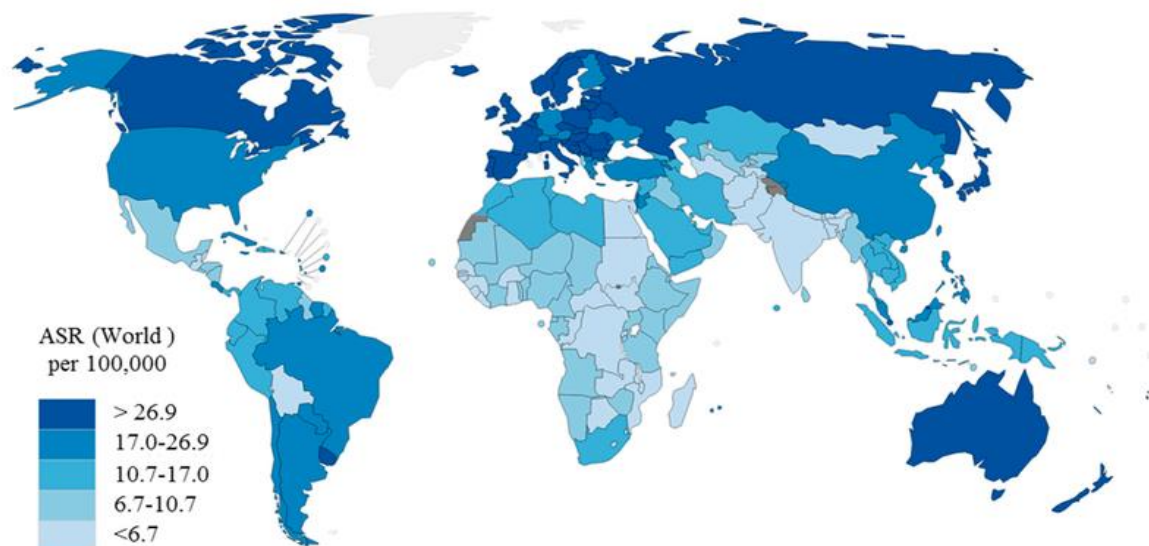 ASR (World )
per 100,000
> 26.9
17.0-26.9
10.7-17.0
6.7-10.7
<6.7